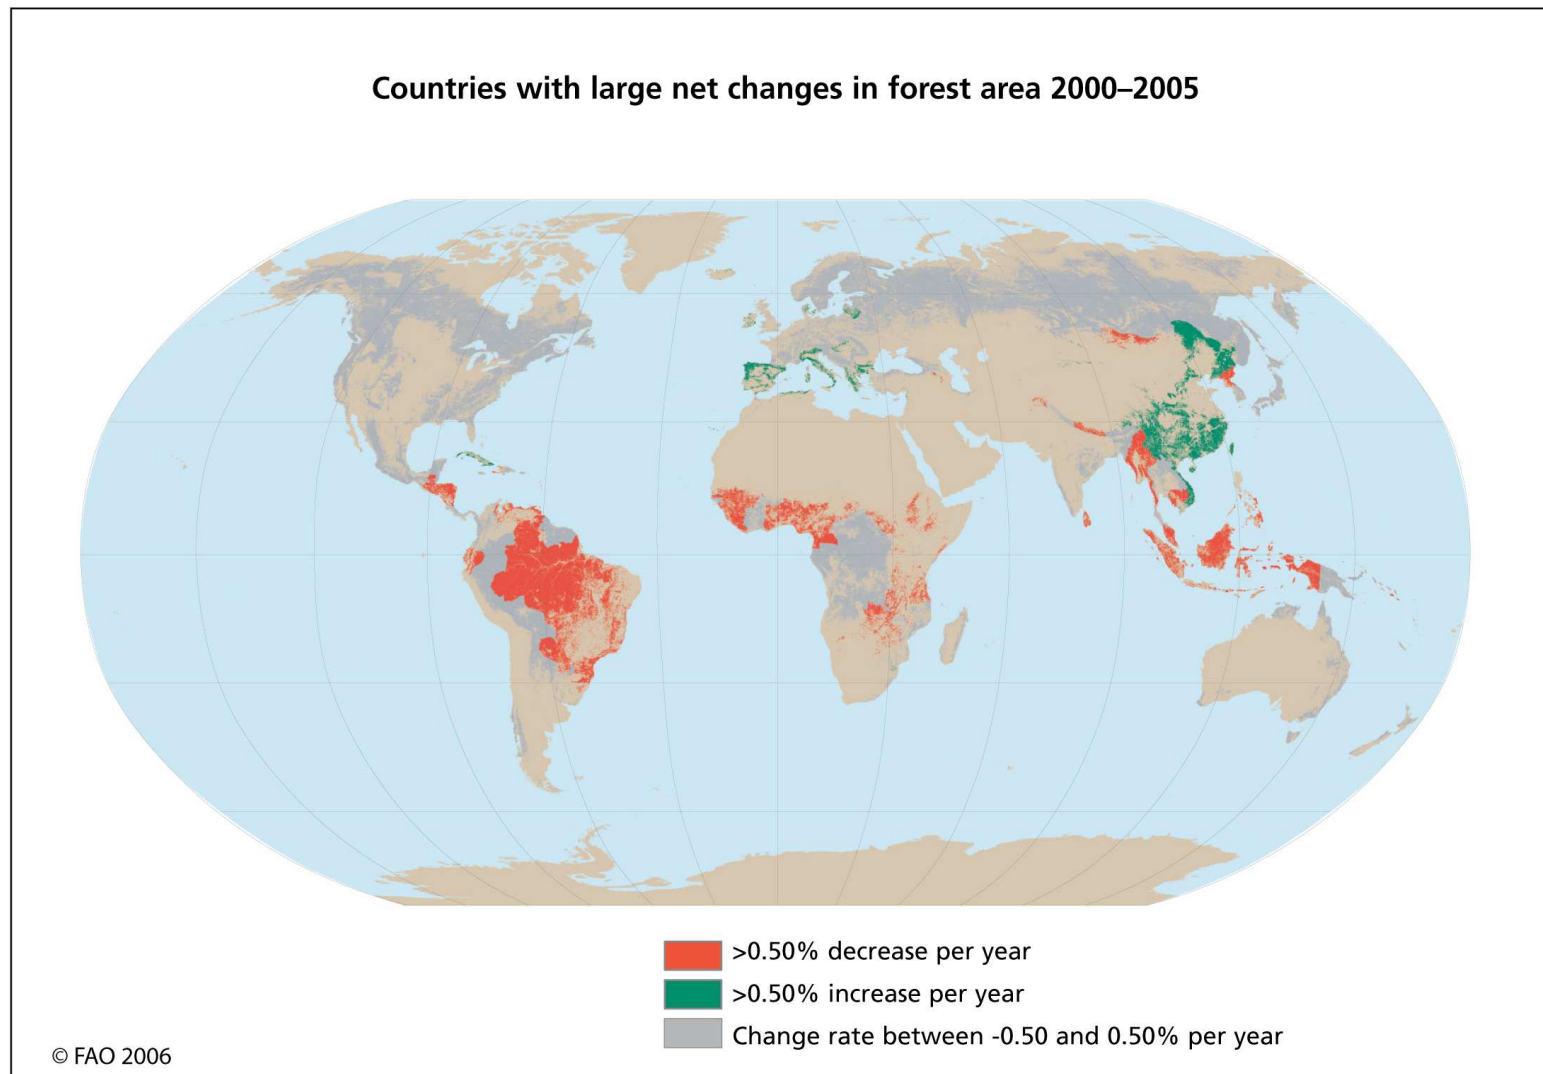 Countries with large net changes in forest area 2000–2005
>0.50% decrease per year
>0.50% increase per year
Change rate between -0.50 and 0.50% per year
© FAO 2006